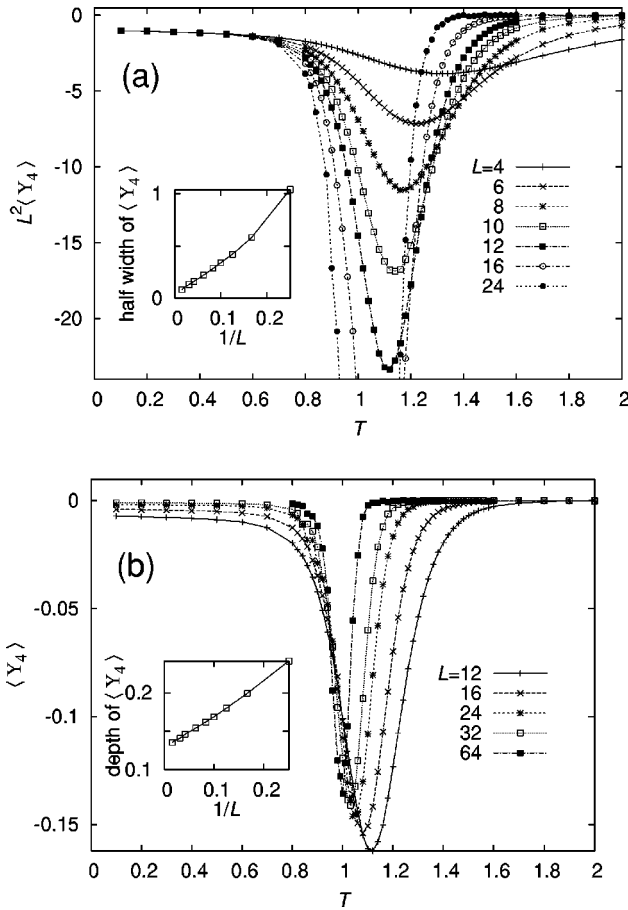 0
-5
-10
-15
-20
L²⟨Υ₄⟩
(a)
L=4
6
8
10
12
16
24
half width of ⟨Υ₄⟩
1
0
0 0.1 0.2
1/L
0 0.2 0.4 0.6 0.8 1 1.2 1.4 1.6 1.8 2
T
0
-0.05
-0.1
-0.15
⟨Υ₄⟩
(b)
L=12
16
24
32
64
depth of ⟨Υ₄⟩
0.2
0.1
0 0.1 0.2
1/L
0 0.2 0.4 0.6 0.8 1 1.2 1.4 1.6 1.8 2
T